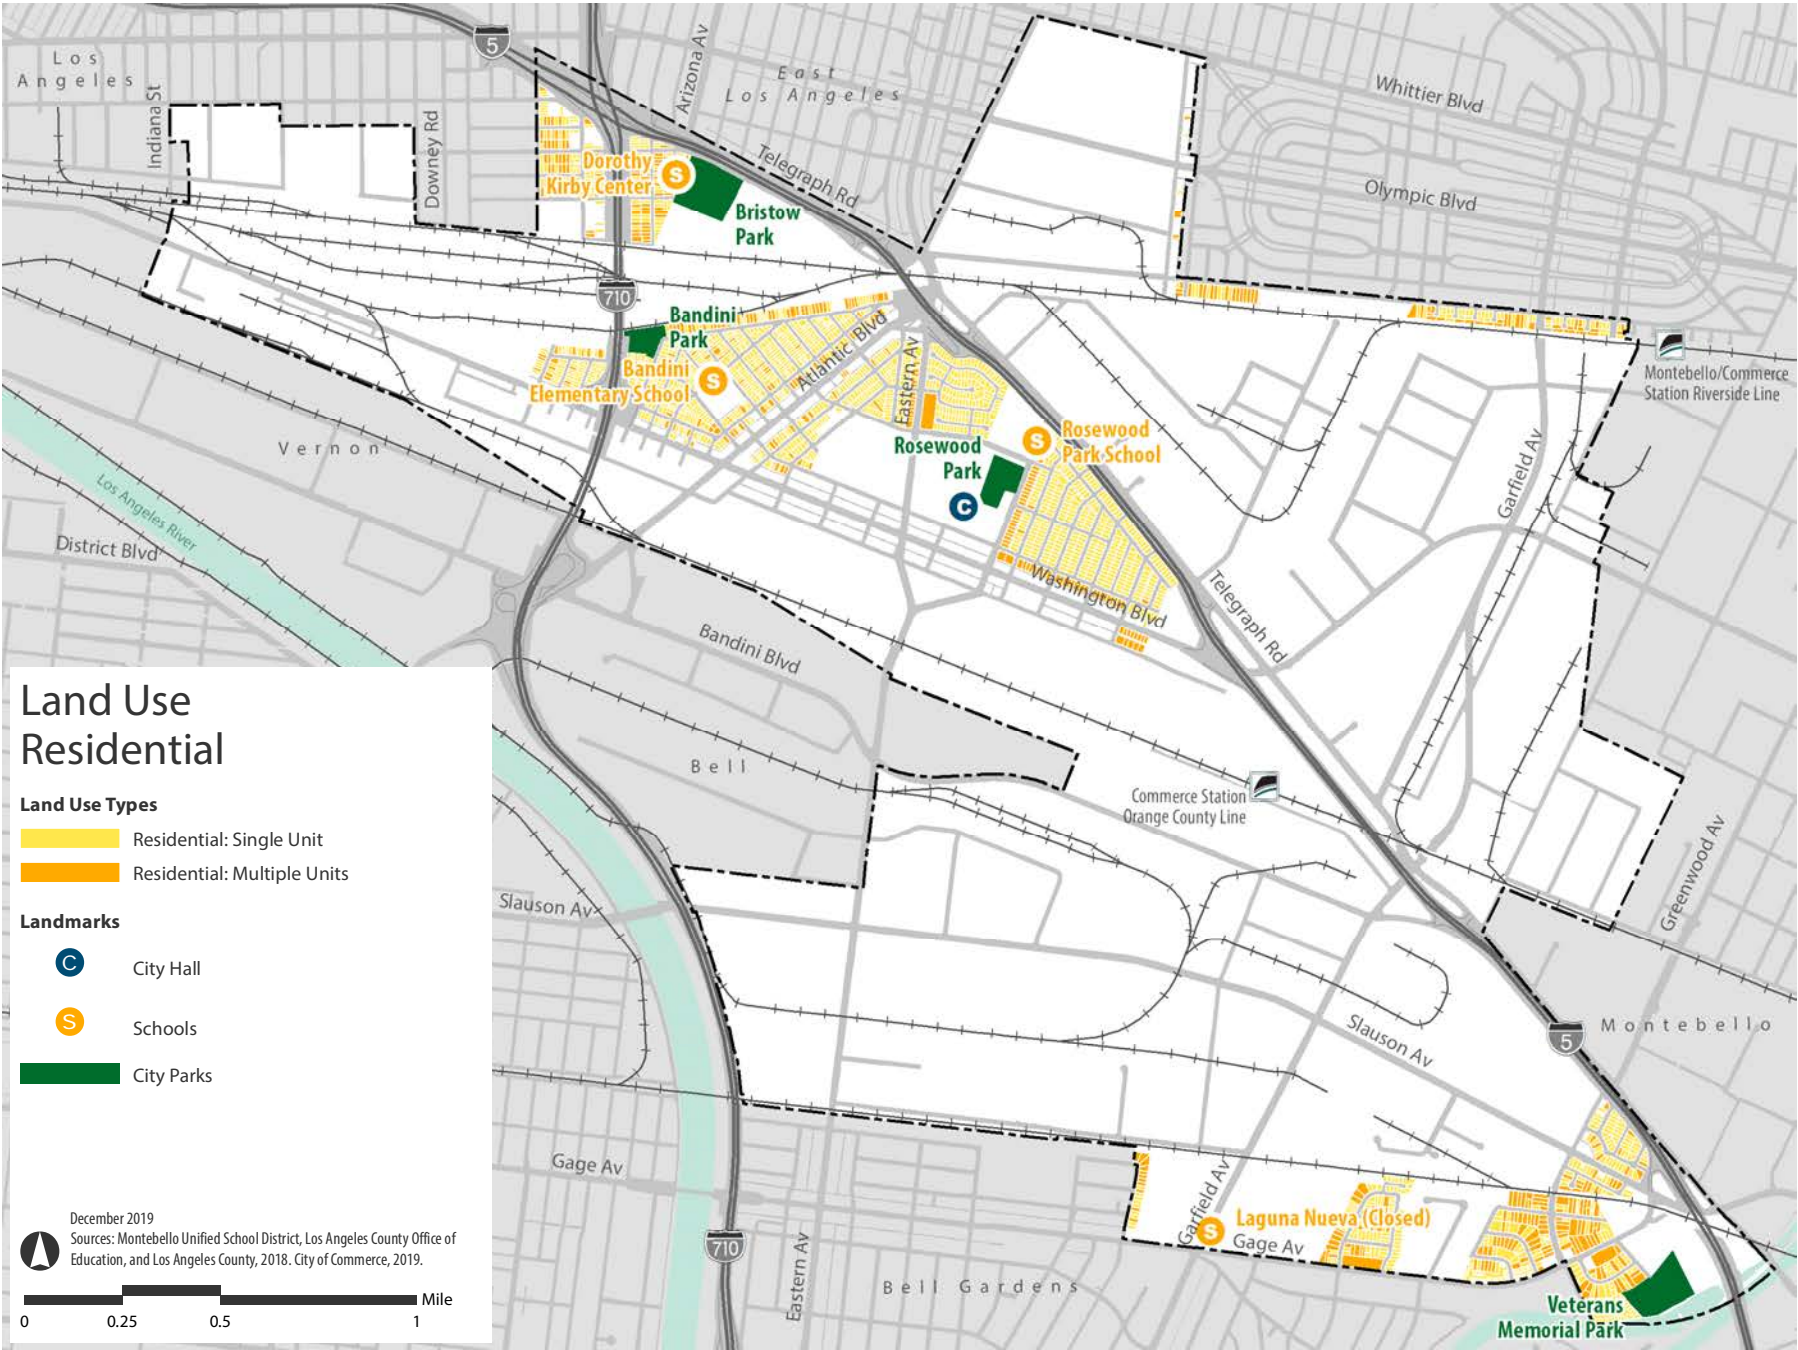 5
Los
Angeles
Indiana St
Downey Rd
Arizona Av
East
Los Angeles
Whittier Blvd
Telegraph Rd
Olympic Blvd
Dorothy
Kirby Center
S
Bristow
Park
710
Bandini
Park
Bandini
Elementary School
S
Atlantic Blvd
Eastern Av
Montebello/Commerce
Station Riverside Line
Rosewood
Park
S
Rosewood
Park School
C
Garfield Av
Vernon
Los Angeles River
District Blvd
Washington Blvd
Telegraph Rd
Bandini Blvd
Bell
Commerce Station
Orange County Line
Greenwood Av
Slauson Av
Slauson Av
5
Montebello
Gage Av
710
Eastern Av
Garfield Av
S
Laguna Nueva (Closed)
Gage Av
Bell Gardens
Veterans
Memorial Park
Land Use
Residential
Land Use Types
Residential: Single Unit
Residential: Multiple Units
Landmarks
C
City Hall
S
Schools
City Parks
December 2019
Sources: Montebello Unified School District, Los Angeles County Office of
Education, and Los Angeles County, 2018. City of Commerce, 2019.
Mile
0 0.25 0.5 1